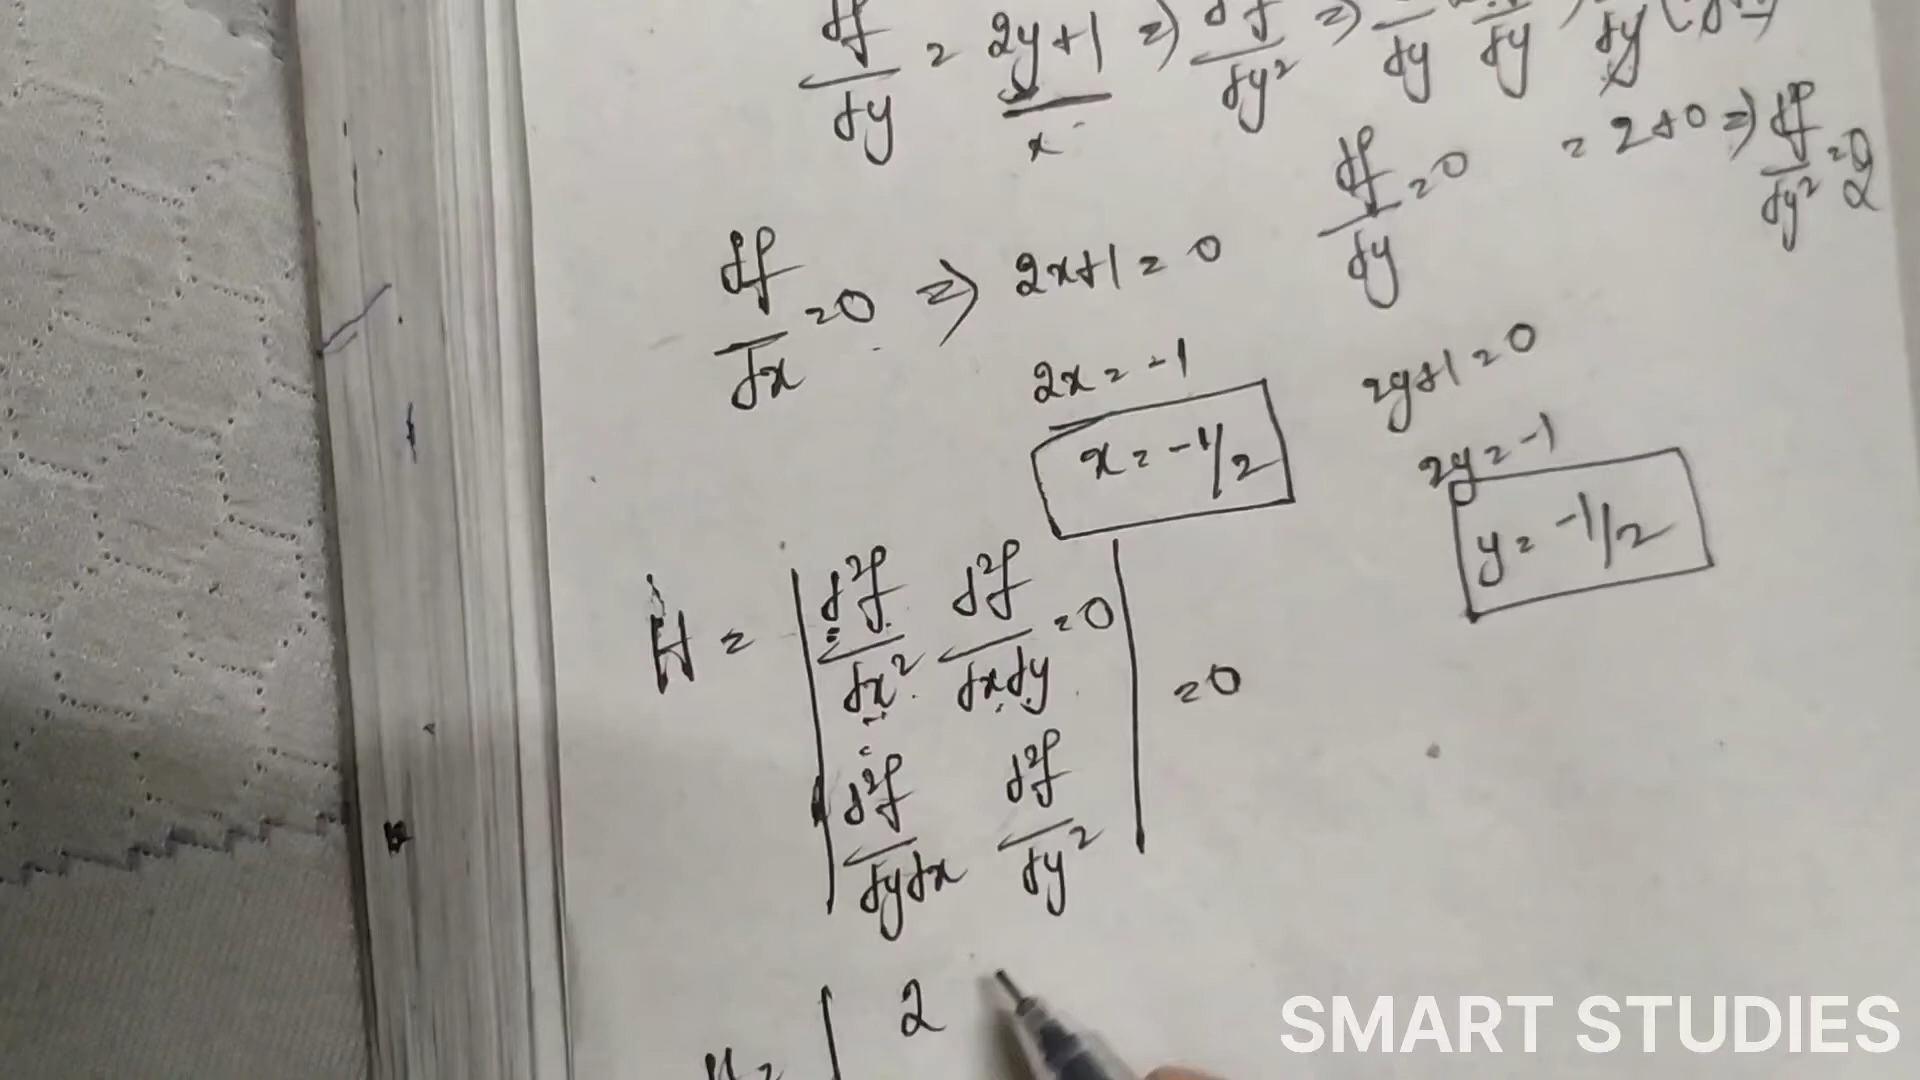 df/dy = 2y+1 ⇒ d²f/dy² ⇒
x
= 2+0 ⇒ d²f/dy² = 2
df/dx = 0 ⇒ 2x+1 = 0
df/dy = 0
2x = -1
2y+1 = 0
x = -1/2
2y = -1
y = -1/2
H = | d²f/dx² d²f/dxdy = 0 | = 0
| d²f/dydx d²f/dy² |
H = | 2
SMART STUDIES